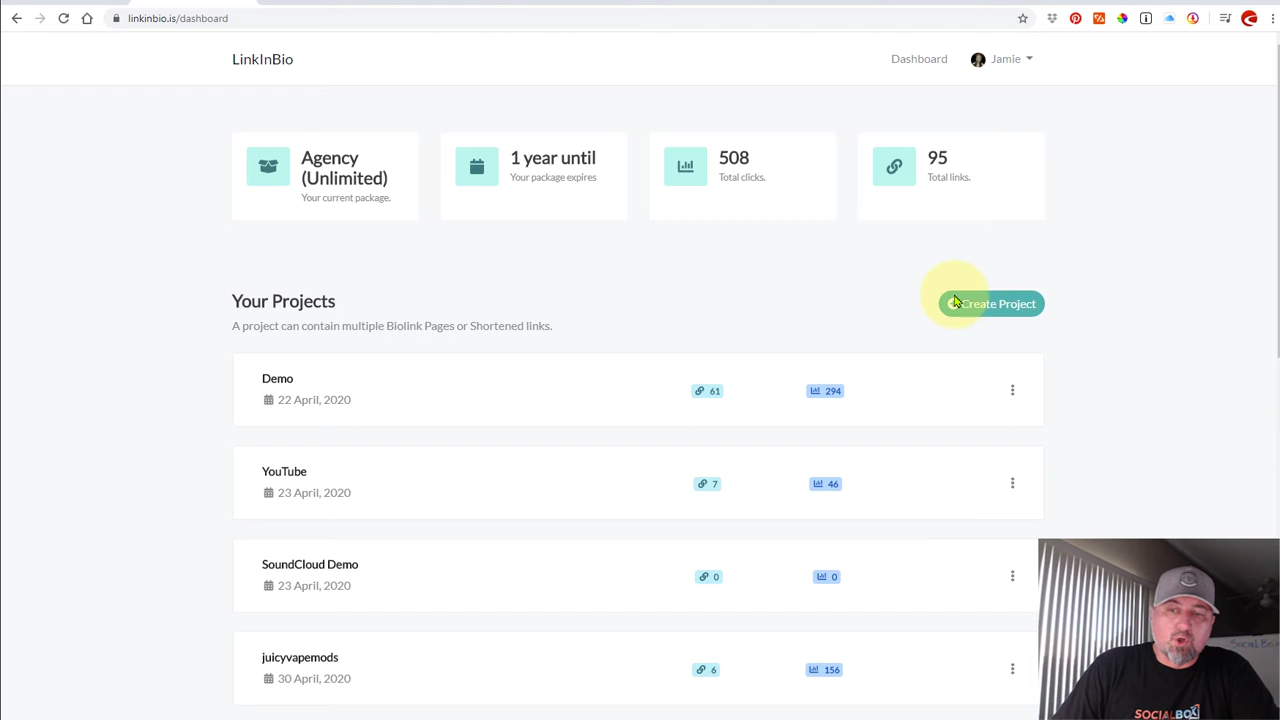 linkinbio.is/dashboard
LinkInBio
Dashboard
Jamie
Agency
(Unlimited)
Your current package.
1 year until
Your package expires
508
Total clicks.
95
Total links.
Your Projects
Create Project
A project can contain multiple Biolink Pages or Shortened links.
Demo
22 April, 2020
61
294
YouTube
23 April, 2020
7
46
SoundCloud Demo
23 April, 2020
0
0
juicyvapemods
30 April, 2020
6
156
SOCIALBOX